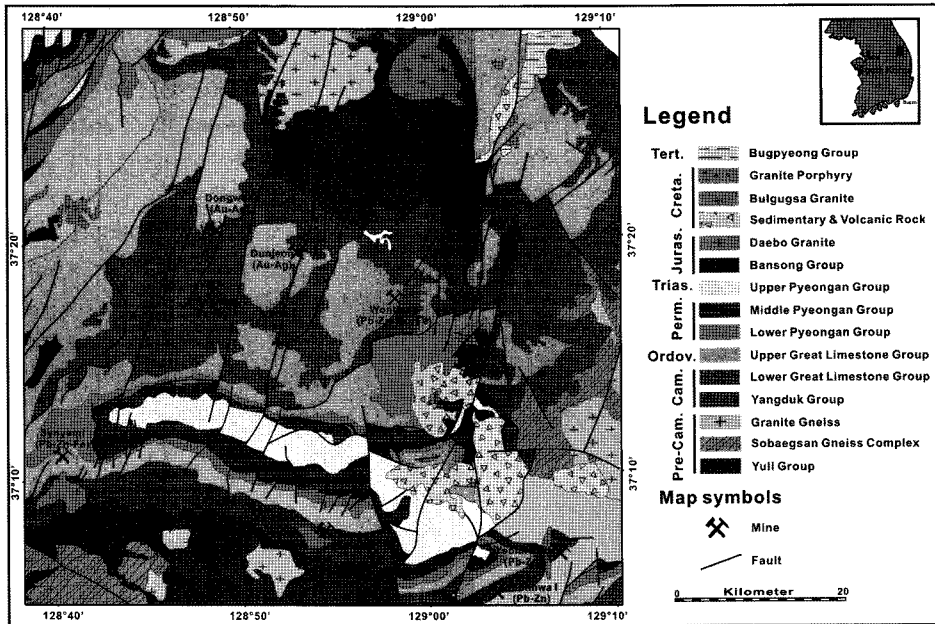 128°40' 128°50' 129°00' 129°10'
37°20'
37°10'
(Au-Ag)
(Pb-Zn)
37°20'
37°10'
128°40' 128°50' 129°00' 129°10'
Legend
Tert. Bugpyeong Group
Creta. Granite Porphyry
Bulgugsa Granite
Sedimentary & Volcanic Rock
Juras. Daebo Granite
Bansong Group
Trias. Upper Pyeongan Group
Perm. Middle Pyeongan Group
Lower Pyeongan Group
Ordov. Upper Great Limestone Group
Cam. Lower Great Limestone Group
Yangduk Group
Pre-Cam. Granite Gneiss
Sobaegsan Gneiss Complex
Yuli Group
Map symbols
Mine
Fault
Kilometer
0 20